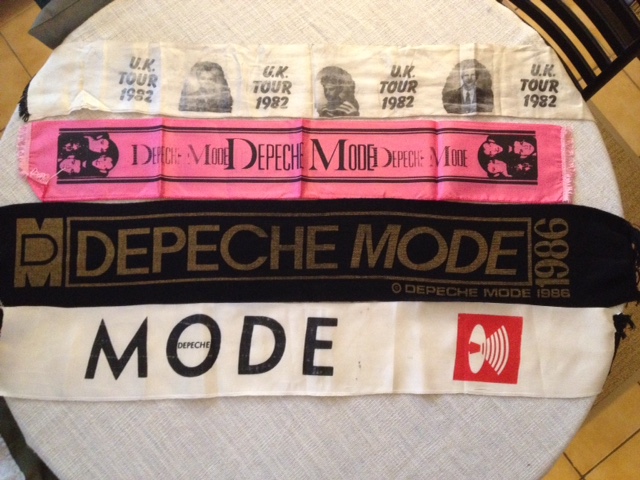 U.K. TOUR 1982
U.K. TOUR 1982
U.K. TOUR 1982
U.K. TOUR 1982
DEPECHE MODE DEPECHE MODE DEPECHE MODE
DM DEPECHE MODE 1986
© DEPECHE MODE 1986
MODE
DEPECHE